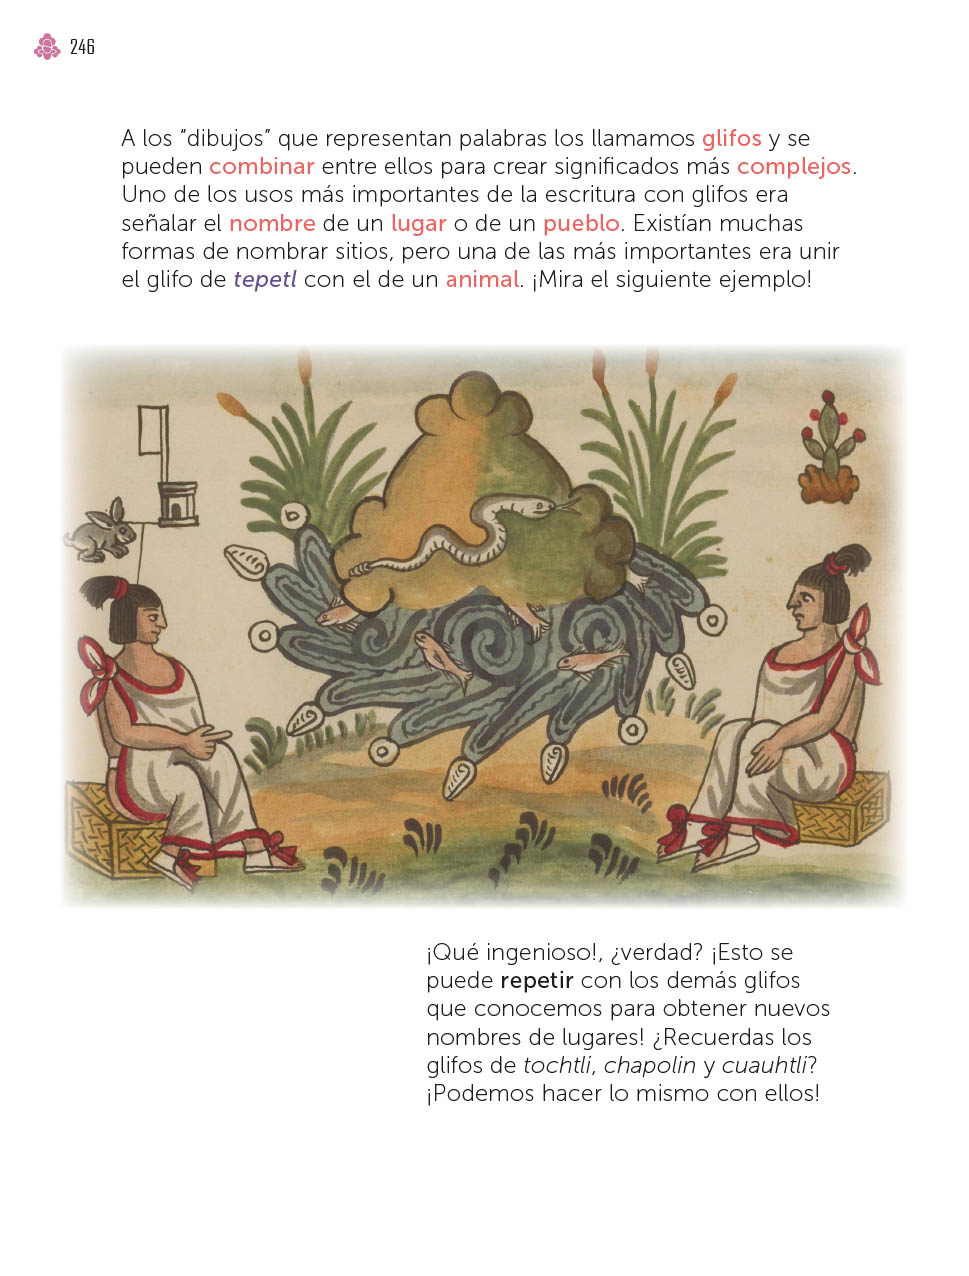 246
A los “dibujos” que representan palabras los llamamos glifos y se
pueden combinar entre ellos para crear significados más complejos.
Uno de los usos más importantes de la escritura con glifos era
señalar el nombre de un lugar o de un pueblo. Existían muchas
formas de nombrar sitios, pero una de las más importantes era unir
el glifo de tepetl con el de un animal. ¡Mira el siguiente ejemplo!
¡Qué ingenioso!, ¿verdad? ¡Esto se
puede repetir con los demás glifos
que conocemos para obtener nuevos
nombres de lugares! ¿Recuerdas los
glifos de tochtli, chapolin y cuauhtli?
¡Podemos hacer lo mismo con ellos!